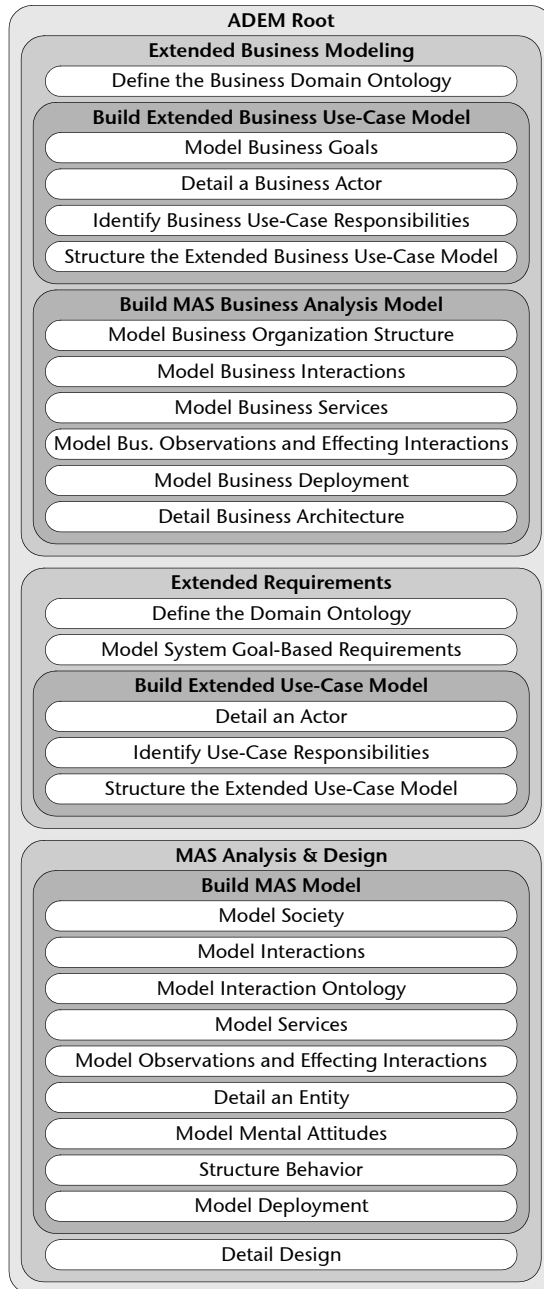 ADEM Root
Extended Business Modeling
Define the Business Domain Ontology
Build Extended Business Use-Case Model
Model Business Goals
Detail a Business Actor
Identify Business Use-Case Responsibilities
Structure the Extended Business Use-Case Model
Build MAS Business Analysis Model
Model Business Organization Structure
Model Business Interactions
Model Business Services
Model Bus. Observations and Effecting Interactions
Model Business Deployment
Detail Business Architecture
Extended Requirements
Define the Domain Ontology
Model System Goal-Based Requirements
Build Extended Use-Case Model
Detail an Actor
Identify Use-Case Responsibilities
Structure the Extended Use-Case Model
MAS Analysis & Design
Build MAS Model
Model Society
Model Interactions
Model Interaction Ontology
Model Services
Model Observations and Effecting Interactions
Detail an Entity
Model Mental Attitudes
Structure Behavior
Model Deployment
Detail Design